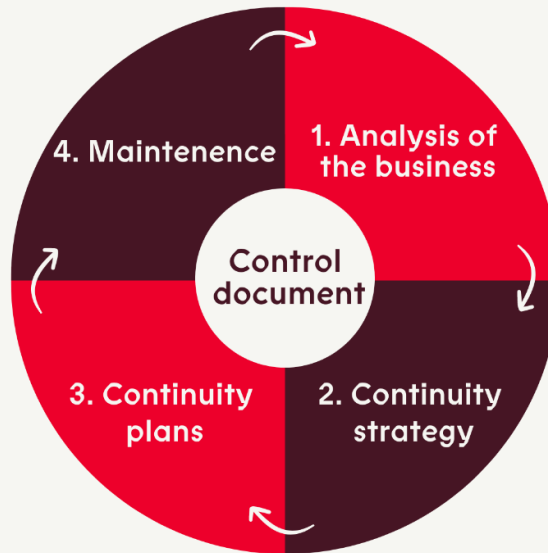 4. Maintenence
1. Analysis of
the business
Control
document
3. Continuity
plans
2. Continuity
strategy